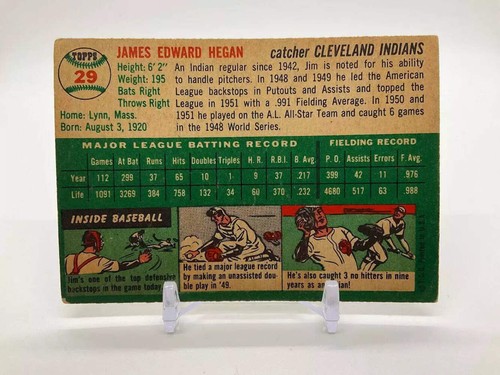 TOPPS
29
JAMES EDWARD HEGAN catcher CLEVELAND INDIANS
Height: 6' 2"
Weight: 195
Bats Right
Throws Right
Home: Lynn, Mass.
Born: August 3, 1920
An Indian regular since 1942, Jim is noted for his ability
to handle pitchers. In 1948 and 1949 he led the American
League backstops in Putouts and Assists and topped the
League in 1951 with a .991 Fielding Average. In 1950 and
1951 he played on the A.L. All-Star Team and caught 6 games
in the 1948 World Series.
MAJOR LEAGUE BATTING RECORD FIELDING RECORD
Games At Bat Runs Hits Doubles Triples H.R. R.B.I. B.Avg. P.O. Assists Errors F.Avg.
Year 112 299 37 65 10 1 9 37 .217 399 42 11 .976
Life 1091 3269 384 758 132 34 60 370 .232 4680 517 63 .988
INSIDE BASEBALL
Jim's one of the top defensive
backstops in the game today.
He tied a major league record
by making an unassisted dou-
ble play in '49.
He's also caught 3 no hitters in nine
years as an Indian!